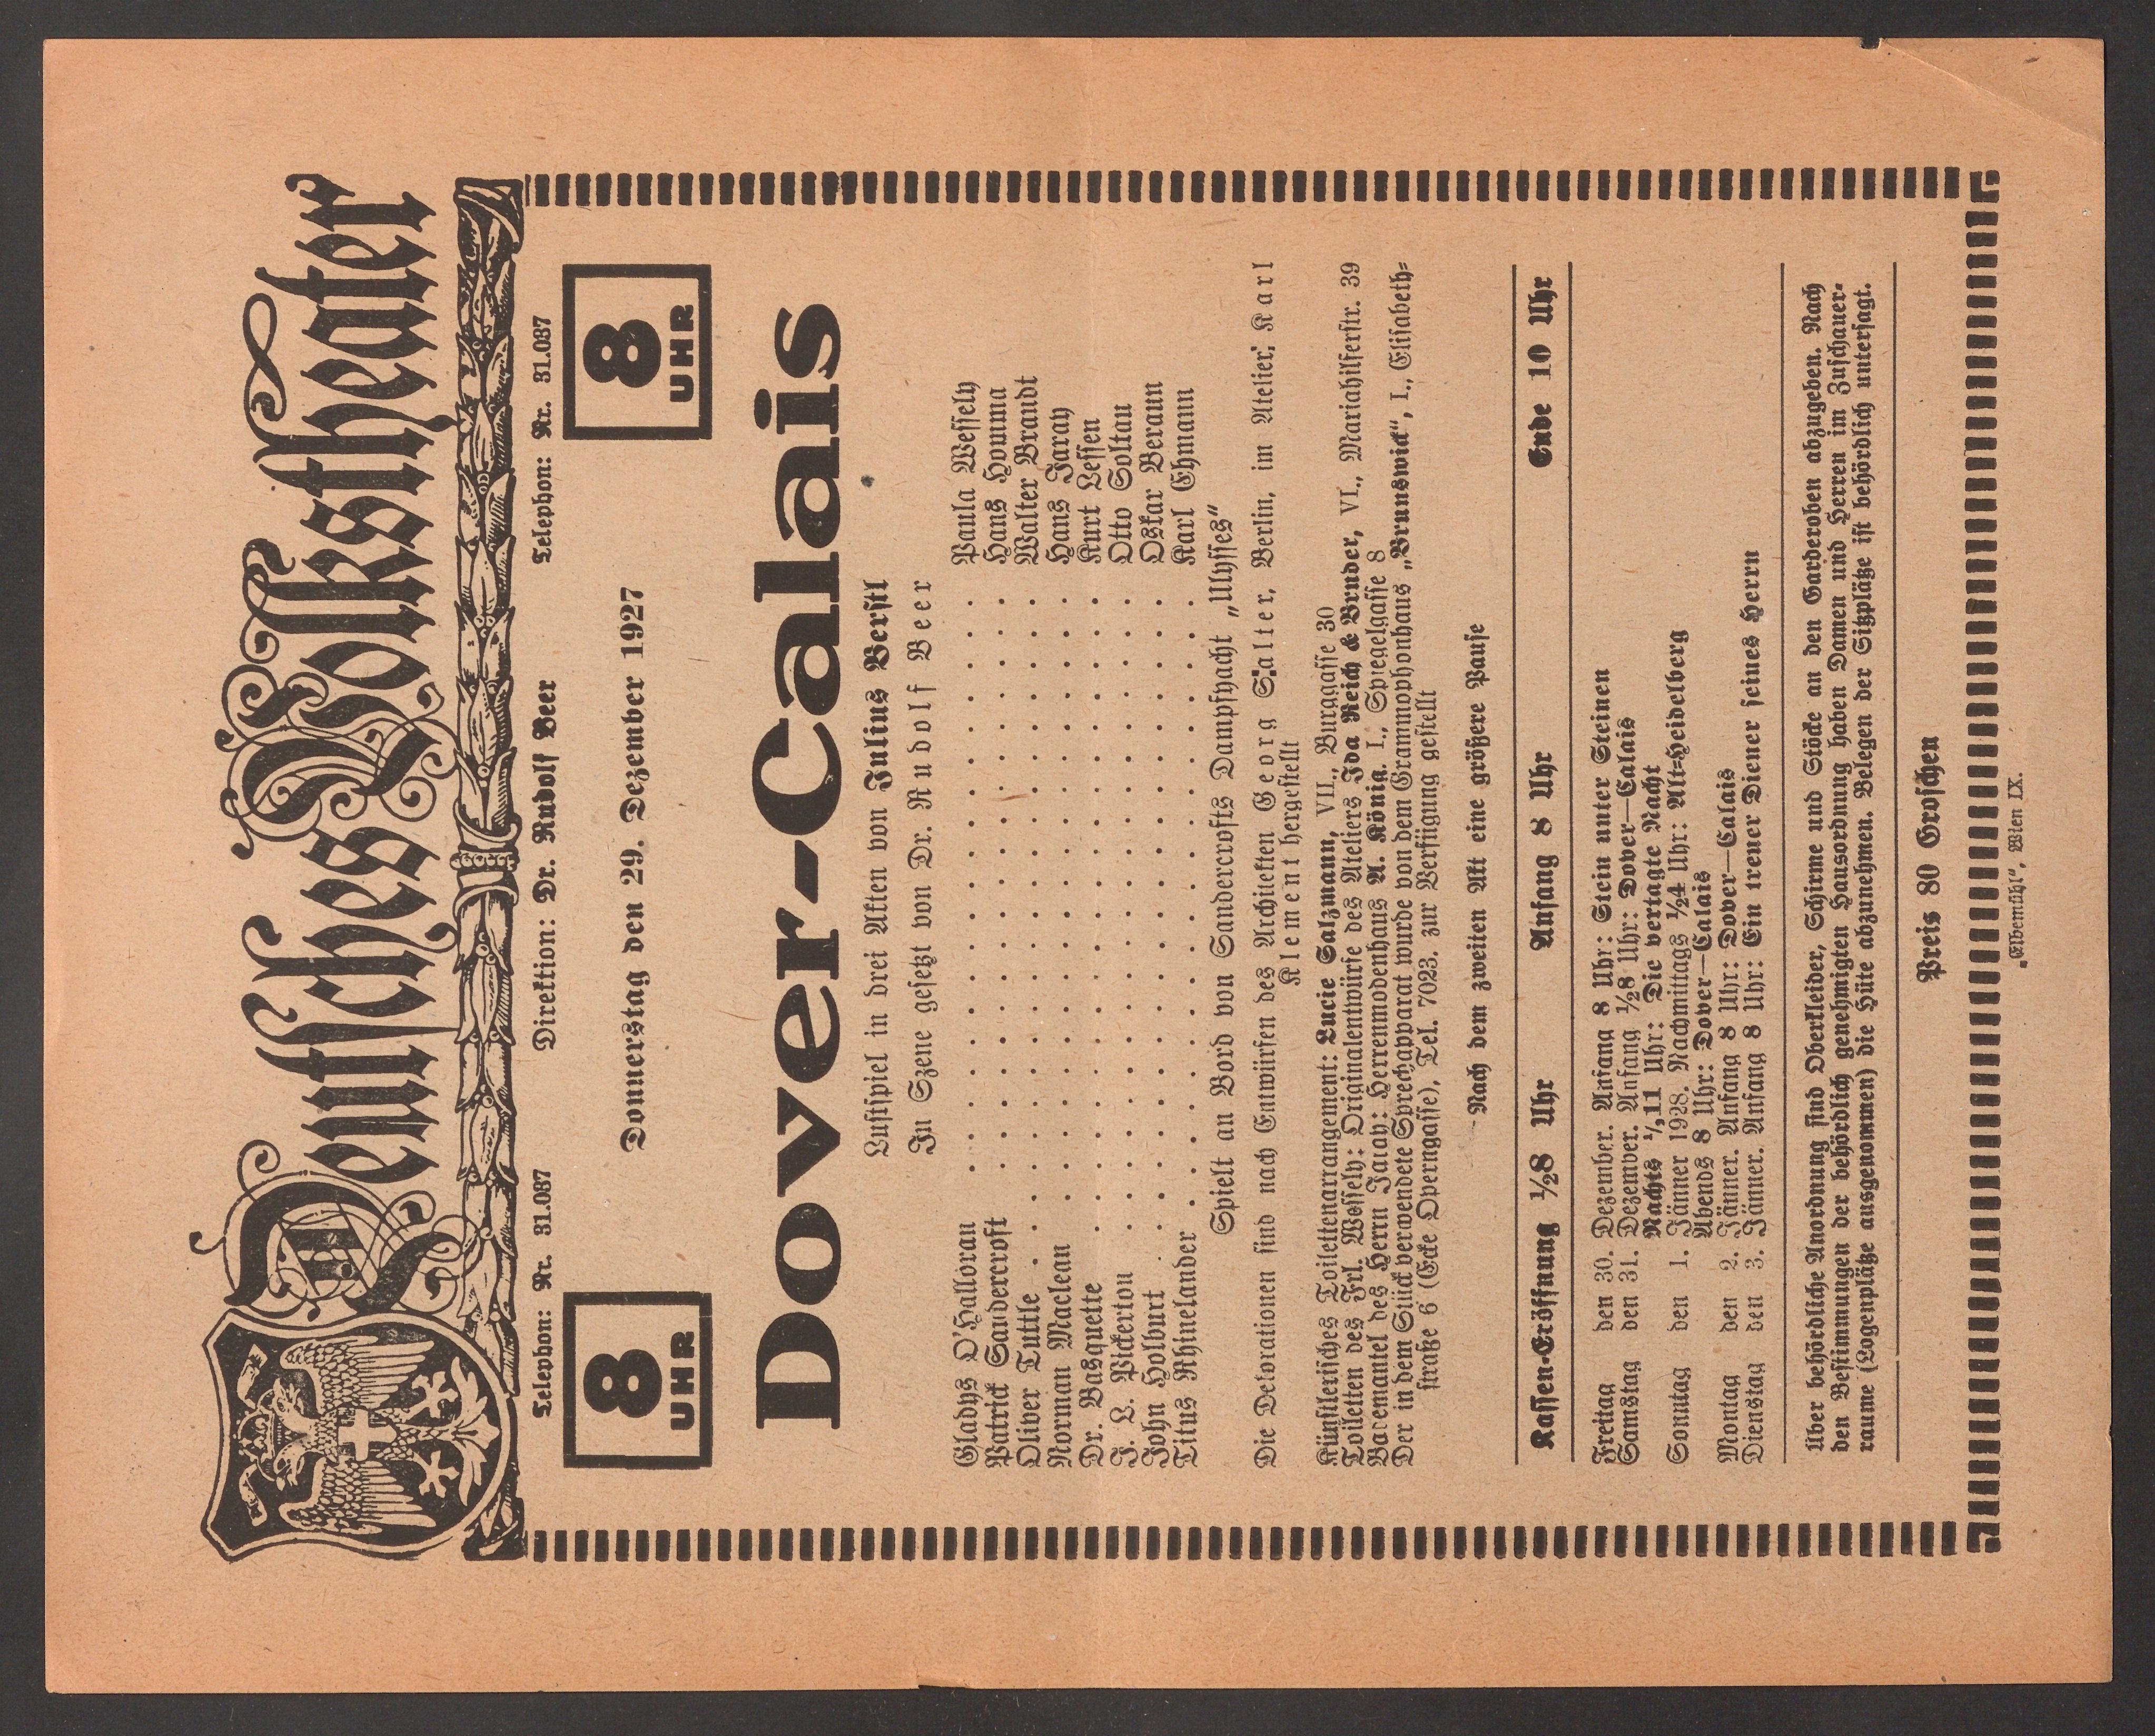 Deutsches Volkstheater
Telephon: Nr. 31.087 Direktion: Dr. Rudolf Beer Telephon: Nr. 31.087
8 UHR Donnerstag den 29. Dezember 1927 8 UHR
Dover-Calais
Lustspiel in drei Akten von Julius Berstl
In Szene gesetzt von Dr. Rudolf Beer
Gladys O'Halloran . . . . . . . . . . . . . . . . . . Paula Wessely
Patrick Sandercroft . . . . . . . . . . . . . . . . . . Hans Homma
Oliver Tuttle . . . . . . . . . . . . . . . . . . . . Walter Brandt
Norman Maclean . . . . . . . . . . . . . . . . . . Hans Jaray
Dr. Basquette . . . . . . . . . . . . . . . . . . . Kurt Lessen
J. L. Pickerton . . . . . . . . . . . . . . . . . . Otto Soltau
John Holburt . . . . . . . . . . . . . . . . . . . Oskar Beraun
Titus Rhinelander . . . . . . . . . . . . . . . . . . Karl Ehmann
Spielt an Bord von Sandercrofts Dampfyacht „Ulysses“
Die Dekorationen sind nach Entwürfen des Architekten Georg Salter, Berlin, im Atelier, Karl
Klement hergestellt
Künstlerisches Toilettenarrangement: Lucie Salzmann, VII., Burggasse 30
Toiletten des Frl. Wessely: Originalentwürfe des Ateliers Ida Reich & Bruder, VI., Mariahilferstr. 39
Bademantel des Herrn Jaray: Herrenmodenhaus A. König, I., Spiegelgasse 8
Der in dem Stück verwendete Sprechapparat wurde von dem Grammophonhaus „Brunswick“, I., Elisabeth-
straße 6 (Ecke Operngasse), Tel. 7023. zur Verfügung gestellt
Nach dem zweiten Akt eine größere Pause
Kassen-Eröffnung ½8 Uhr Anfang 8 Uhr Ende 10 Uhr
Freitag den 30. Dezember. Anfang 8 Uhr: Stein unter Steinen
Samstag den 31. Dezember. Anfang ½8 Uhr: Dover—Calais
Nachts ½11 Uhr: Die vertagte Nacht
Sonntag den 1. Jänner 1928. Nachmittags ½4 Uhr: Alt-Heidelberg
Abends 8 Uhr: Dover—Calais
Montag den 2. Jänner. Anfang 8 Uhr: Dover—Calais
Dienstag den 3. Jänner. Anfang 8 Uhr: Ein treuer Diener seines Herrn
Über behördliche Anordnung sind Oberkleider, Schirme und Stöcke an den Garderoben abzugeben. Nach
den Bestimmungen der behördlich genehmigten Hausordnung haben Damen und Herren im Zuschauer-
raume (Logenplätze ausgenommen) die Hüte abzunehmen. Belegen der Sitzplätze ist behördlich untersagt.
Preis 80 Groschen
„Elbemühl“, Wien IX.